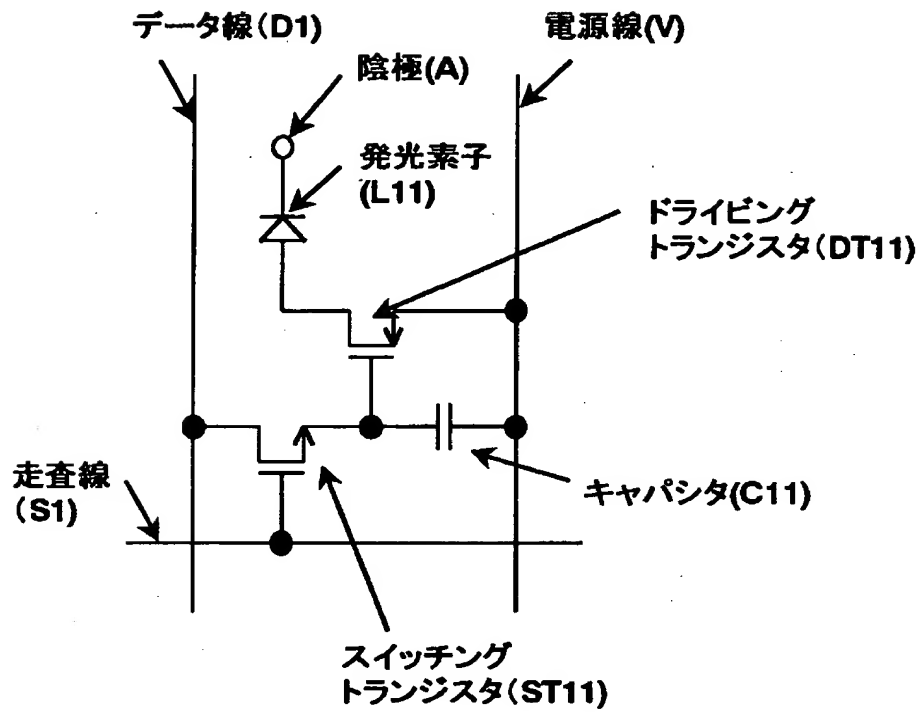 データ線(D1)
電源線(V)
陰極(A)
発光素子
(L11)
ドライビング
トランジスタ(DT11)
走査線
(S1)
キャパシタ(C11)
スイッチング
トランジスタ(ST11)